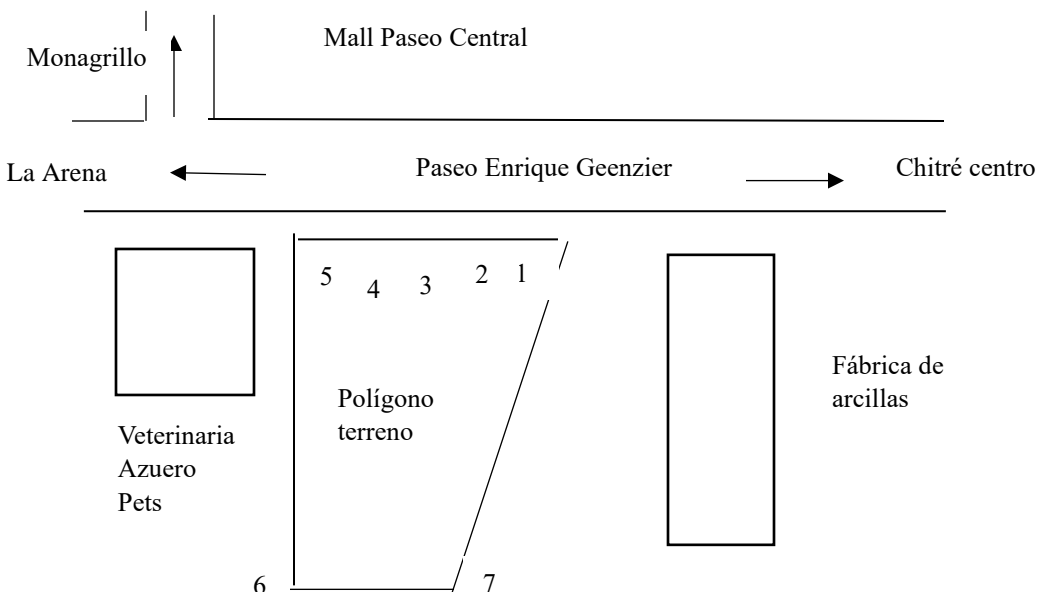 Mall Paseo Central
Monagrillo
La Arena
Paseo Enrique Geenzier
Chitré centro
5
4
3
2
1
Polígono
terreno
Fábrica de
arcillas
Veterinaria
Azuero
Pets
6
7